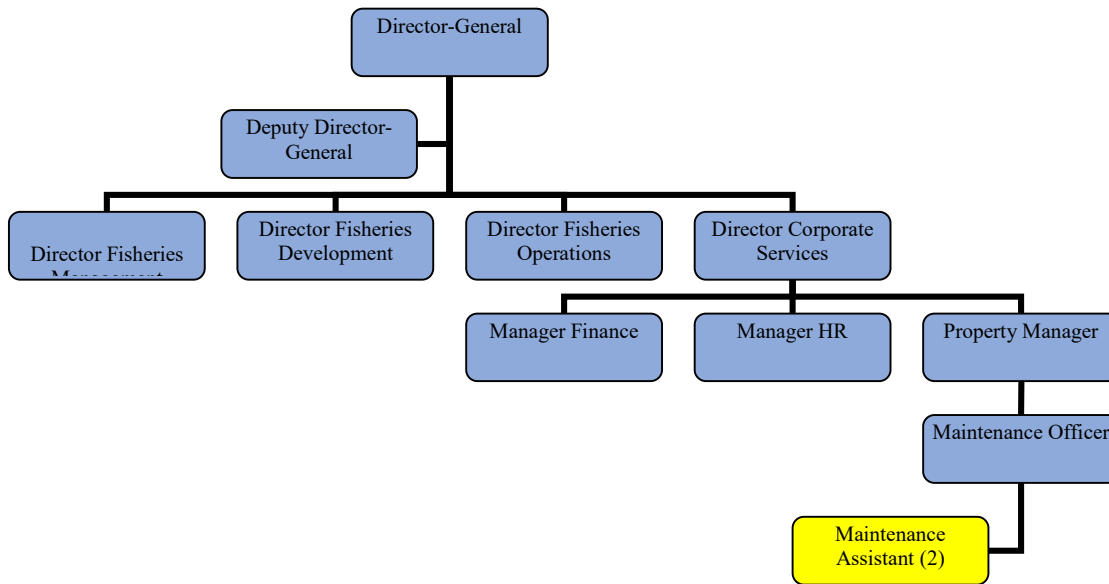 Director-General
Deputy Director-
General
Director Fisheries
Director Fisheries
Development
Director Fisheries
Operations
Director Corporate
Services
Manager Finance
Manager HR
Property Manager
Maintenance Officer
Maintenance
Assistant (2)